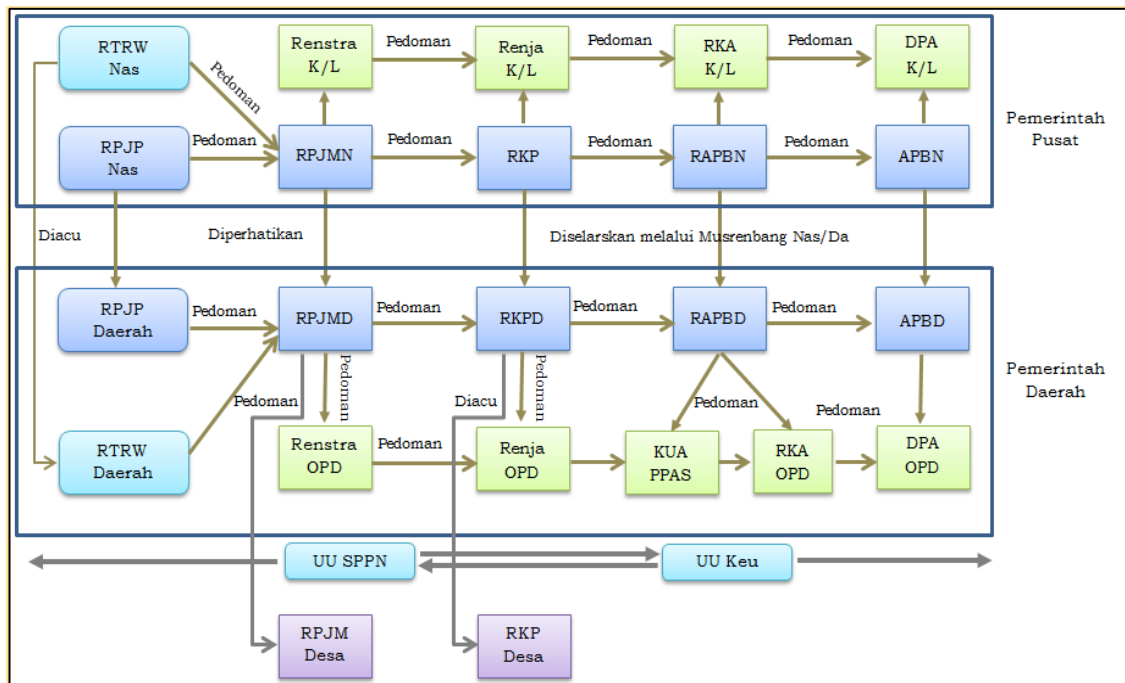 RTRW
Nas
Pedoman
Renstra
K/L
Pedoman
Renja
K/L
Pedoman
RKA
K/L
Pedoman
DPA
K/L
RPJP
Nas
Pedoman
RPJMN
Pedoman
RKP
Pedoman
RAPBN
Pedoman
APBN
Pemerintah
Pusat
Diacu
Diperhatikan
Diselarskan melalui Musrenbang Nas/Da
RPJP
Daerah
Pedoman
RPJMD
Pedoman
RKPD
Pedoman
RAPBD
Pedoman
APBD
Pemerintah
Daerah
RTRW
Daerah
Pedoman
Pedoman
Renstra
OPD
Pedoman
Diacu
Pedoman
Renja
OPD
Pedoman
KUA
PPAS
RKA
OPD
Pedoman
DPA
OPD
UU SPPN
UU Keu
RPJM
Desa
RKP
Desa